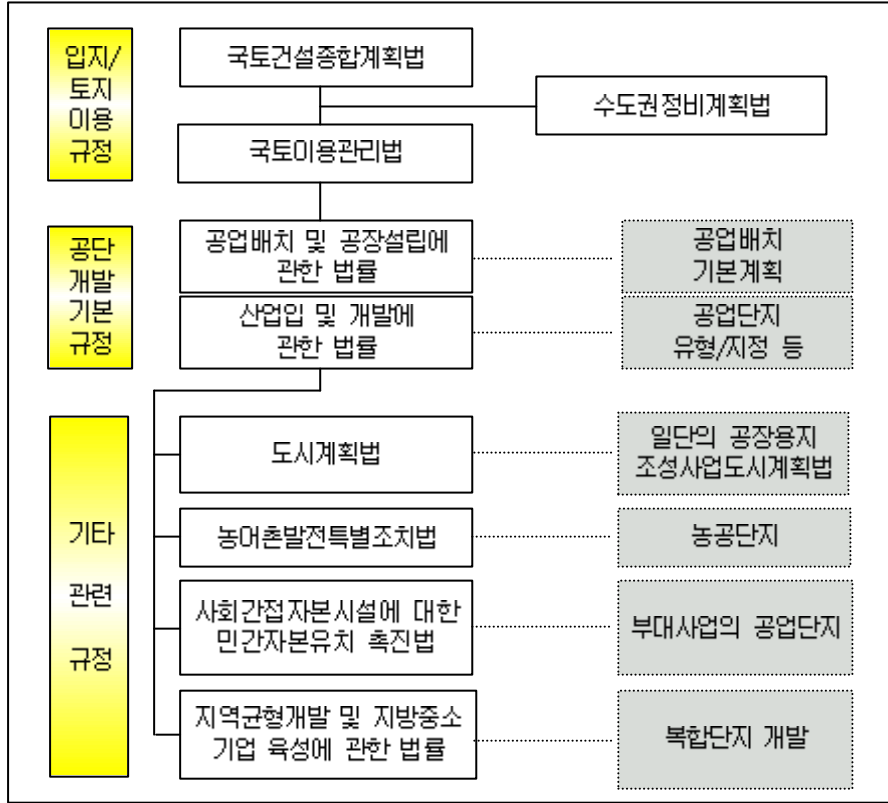 입지/
토지
이용
규정
국토건설종합계획법
수도권정비계획법
국토이용관리법
공단
개발
기본
규정
공업배치 및 공장설립에
관한 법률
공업배치
기본계획
산업입 및 개발에
관한 법률
공업단지
유형/지정 등
기타
관련
규정
도시계획법
일단의 공장용지
조성사업도시계획법
농어촌발전특별조치법
농공단지
사회간접자본시설에 대한
민간자본유치 촉진법
부대사업의 공업단지
지역균형개발 및 지방중소
기업 육성에 관한 법률
복합단지 개발